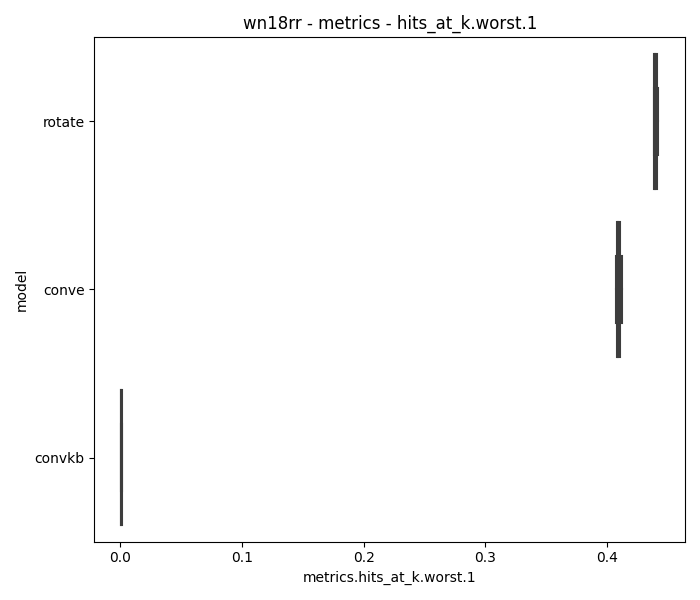 wn18rr - metrics - hits_at_k.worst.1
rotate
conve
convkb
model
0.0 0.1 0.2 0.3 0.4
metrics.hits_at_k.worst.1